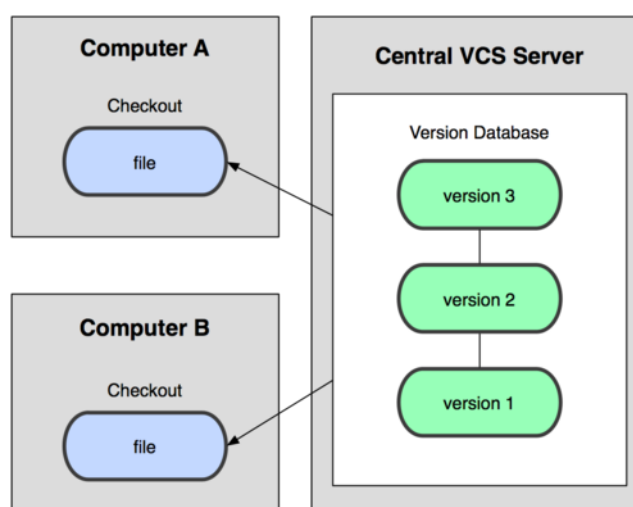 Computer A
Checkout
file
Computer B
Checkout
file
Central VCS Server
Version Database
version 3
version 2
version 1